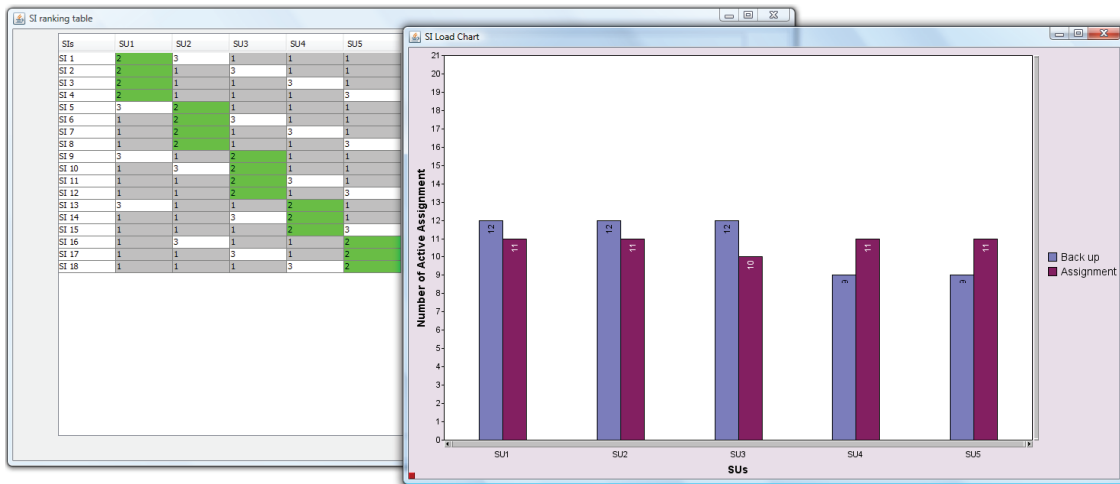 SI ranking table
SIs SU1 SU2 SU3 SU4 SU5
SI 1 2 3 1 1 1
SI 2 2 1 3 1 1
SI 3 2 1 1 3 1
SI 4 2 1 1 1 3
SI 5 3 2 1 1 1
SI 6 1 2 3 1 1
SI 7 1 2 1 3 1
SI 8 1 2 1 1 3
SI 9 3 1 2 1 1
SI 10 1 3 2 1 1
SI 11 1 1 2 3 1
SI 12 1 1 2 1 3
SI 13 3 1 1 2 1
SI 14 1 1 3 2 1
SI 15 1 1 1 2 3
SI 16 1 3 1 1 2
SI 17 1 1 3 1 2
SI 18 1 1 1 3 2
SI Load Chart
Number of Active Assignment
21
20
19
18
17
16
15
14
13
12
11
10
9
8
7
6
5
4
3
2
1
0
12 11 12 11 12 10 9 11 9 11
SU1 SU2 SU3 SU4 SU5
SUs
Back up
Assignment